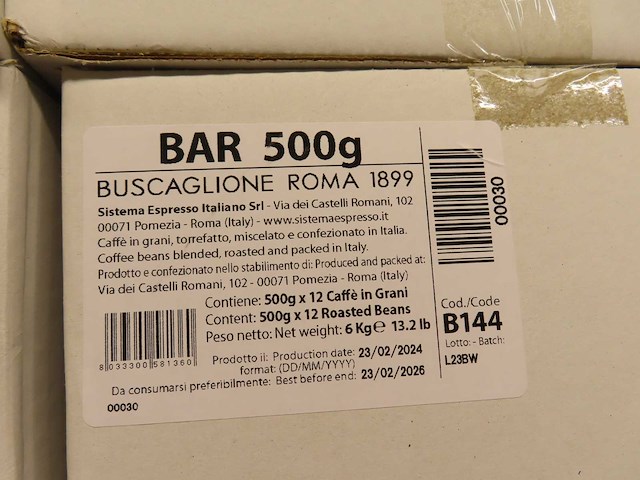 BAR 500g
BUSCAGLIONE ROMA 1899
Sistema Espresso Italiano Srl - Via dei Castelli Romani, 102
00071 Pomezia - Roma (Italy) - www.sistemaespresso.it
Caffè in grani, torrefatto, miscelato e confezionato in Italia.
Coffee beans blended, roasted and packed in Italy.
Prodotto e confezionato nello stabilimento di: Produced and packed at:
Via dei Castelli Romani, 102 - 00071 Pomezia - Roma (Italy)
Contiene: 500g x 12 Caffè in Grani
Content: 500g x 12 Roasted Beans
Peso netto: Net weight: 6 Kg℮ 13.2 lb
8 033300 581360
Prodotto il: Production date: 23/02/2024
format: (DD/MM/YYYY)
Da consumarsi preferibilmente: Best before end: 23/02/2026
00030
00030
Cod./Code
B144
Lotto: - Batch:
L23BW